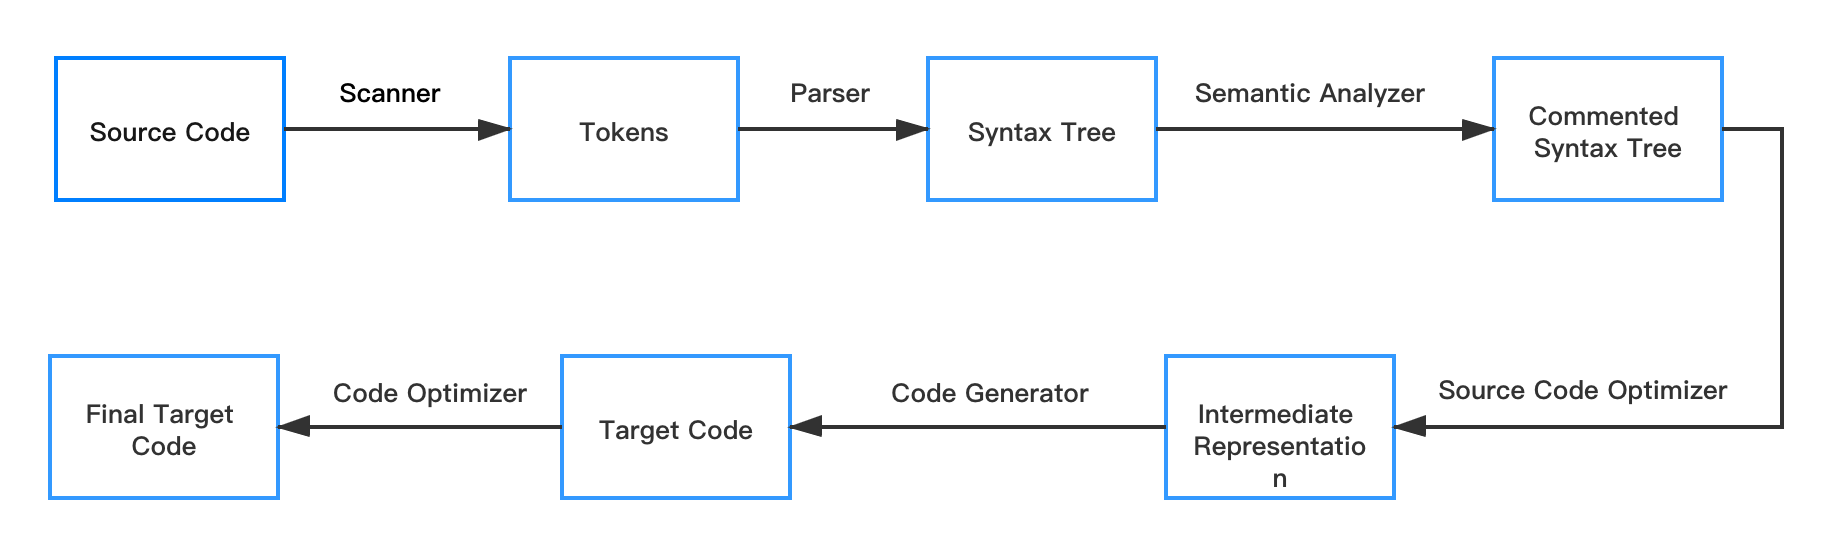 Source Code
Scanner
Tokens
Parser
Syntax Tree
Semantic Analyzer
Commented
Syntax Tree
Source Code Optimizer
Intermediate
Representatio
n
Code Generator
Target Code
Code Optimizer
Final Target
Code